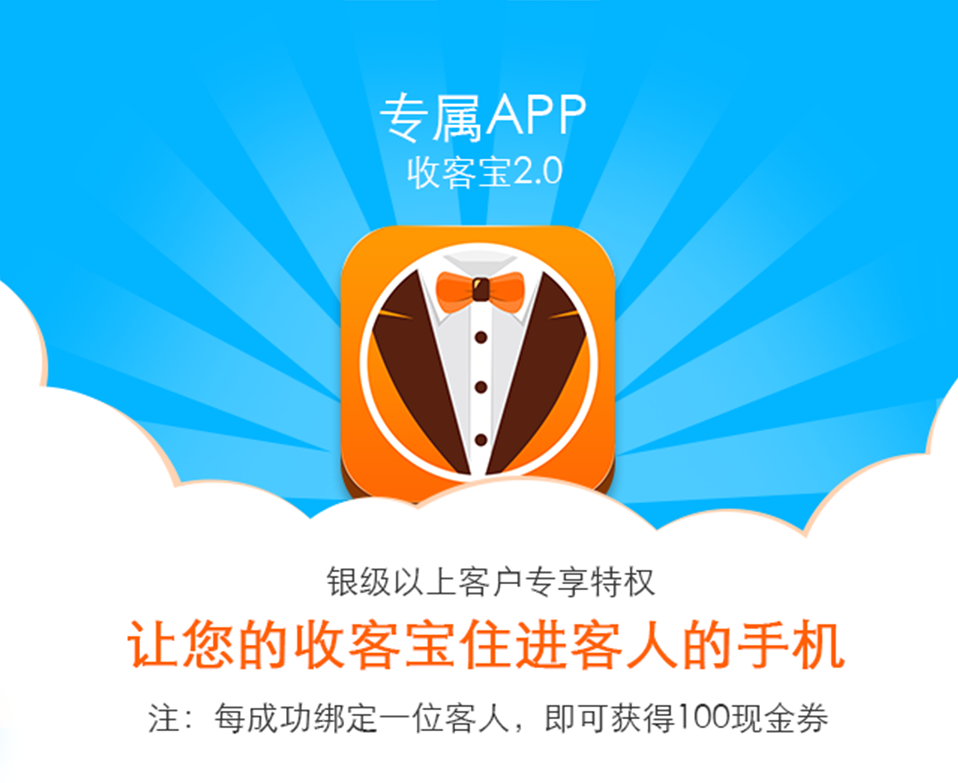 专属APP
收客宝2.0
银级以上客户专享特权
让您的收客宝住进客人的手机
注：每成功绑定一位客人，即可获得100现金券